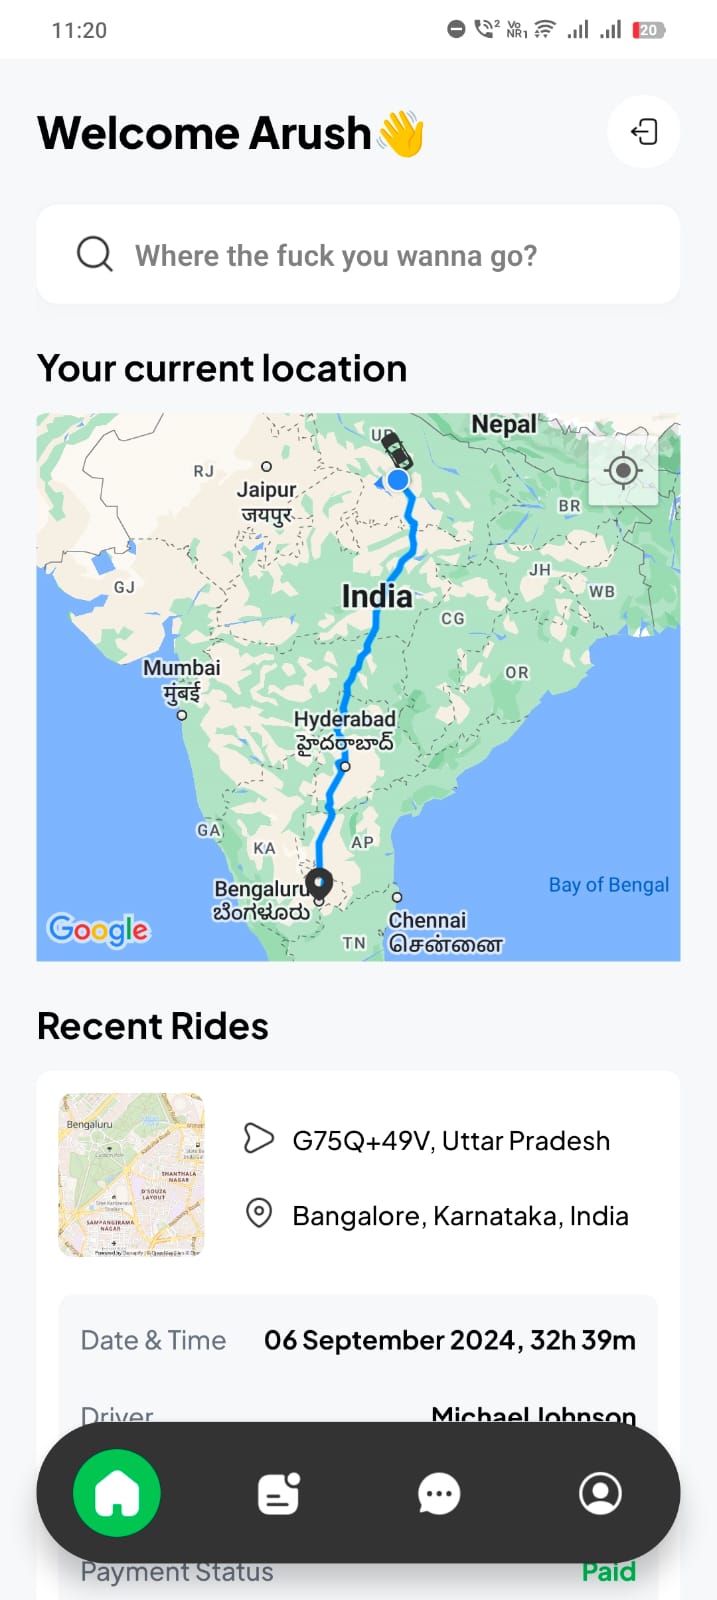 11:20
2
Vo
NR1
20
Welcome Arush👋
Where the fuck you wanna go?
Your current location
Nepal
UP
RJ
Jaipur
जयपुर
BR
GJ
JH
India
WB
CG
Mumbai
मुंबई
OR
Hyderabad
హైదరాబాద్
GA
KA
AP
Bengaluru
ಬೆಂಗಳೂರು
Bay of Bengal
Chennai
சென்னை
Google
TN
Recent Rides
Bengaluru
SHANTHALA
NAGAR
D'SOUZA
LAYOUT
SAMPANGIRAMA
NAGAR
G75Q+49V, Uttar Pradesh
Bangalore, Karnataka, India
Date & Time 06 September 2024, 32h 39m
Driver Michael Johnson
Payment Status Paid